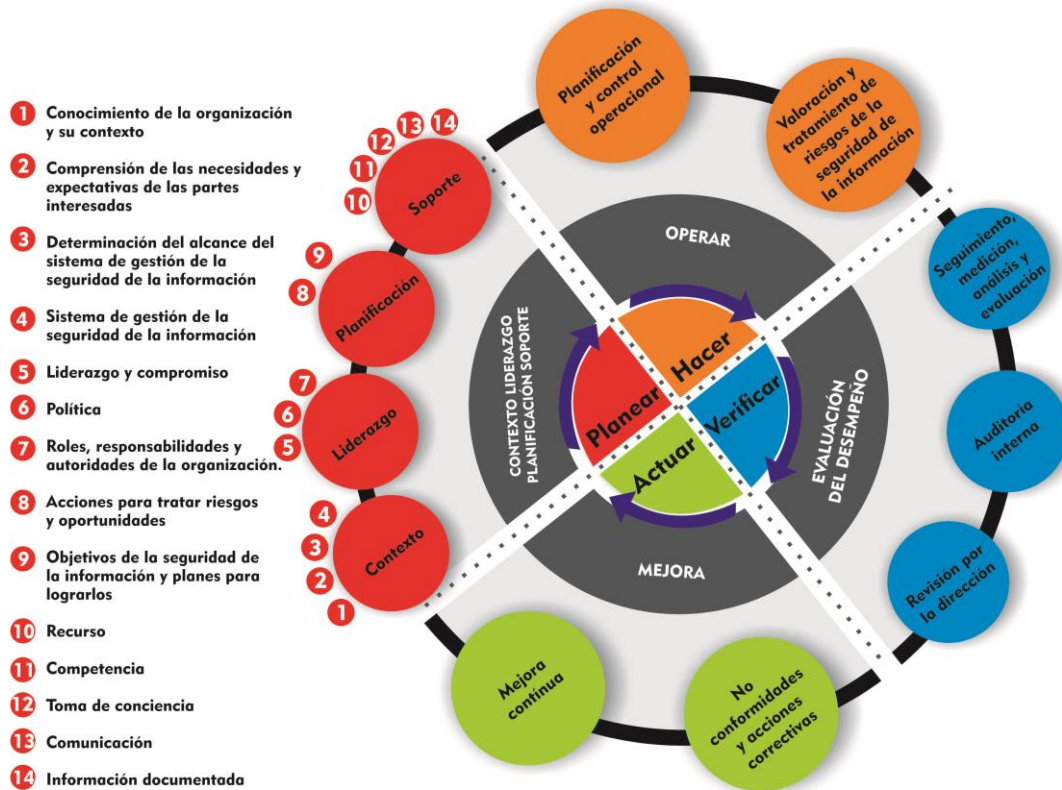 1 Conocimiento de la organización
y su contexto
2 Comprensión de las necesidades y
expectativas de las partes
interesadas
3 Determinación del alcance del
sistema de gestión de la
seguridad de la información
4 Sistema de gestión de la
seguridad de la información
5 Liderazgo y compromiso
6 Política
7 Roles, responsabilidades y
autoridades de la organización.
8 Acciones para tratar riesgos
y oportunidades
9 Objetivos de la seguridad de
la información y planes para
lograrlos
10 Recurso
11 Competencia
12 Toma de conciencia
13 Comunicación
14 Información documentada
10
11
12
13
14
Soporte
8
9
Planificación
5
6
7
Liderazgo
1
2
3
4
Contexto
Planificación
y control
operacional
Valoración y
tratamiento de
riesgos de la
seguridad de
la información
Seguimiento,
medición,
análisis y
evaluación
Auditoría
interna
Revisión por
la dirección
No
conformidades
y acciones
correctivas
Mejora
contínua
OPERAR
CONTEXTO LIDERAZGO
PLANIFICACIÓN SOPORTE
EVALUACIÓN
DEL DESEMPEÑO
MEJORA
Planear
Hacer
Verificar
Actuar